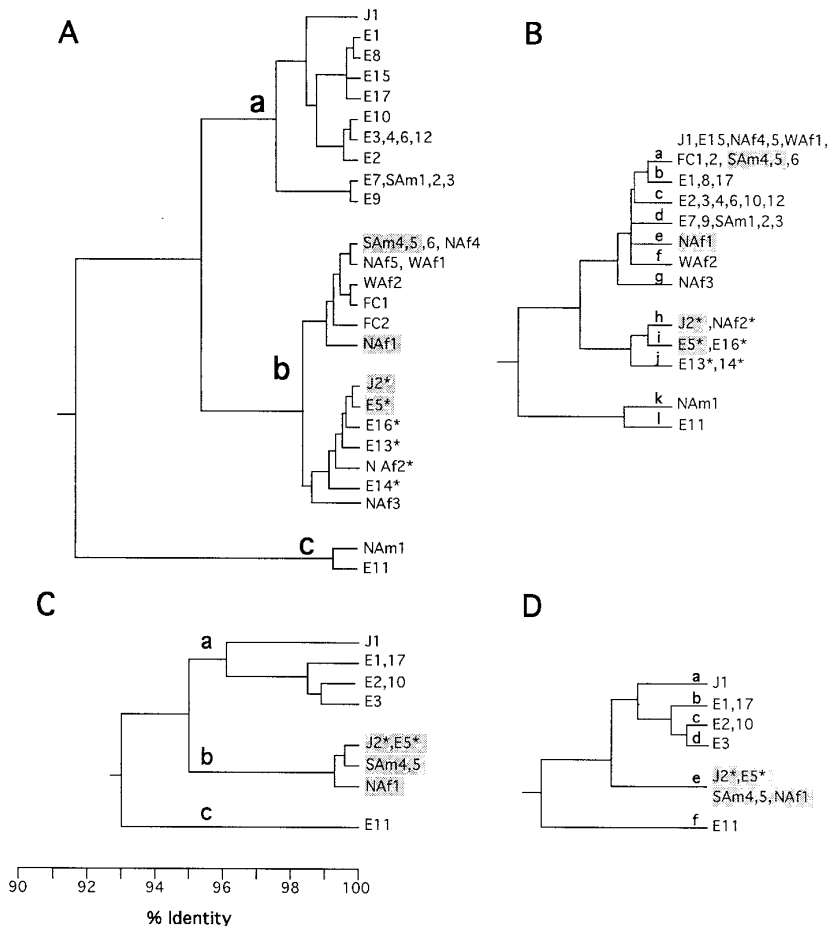 A
J1
E1
E8
E15
E17
a
E10
E3,4,6,12
E2
E7,SAm1,2,3
E9
SAm4,5,6, NAf4
NAf5, WAf1
WAf2
FC1
FC2
NAf1
b
J2*
E5*
E16*
E13*
N Af2*
E14*
NAf3
c
NAm1
E11
B
J1,E15,NAf4,5,WAf1,
a FC1,2, SAm4,5,6
b E1,8,17
c E2,3,4,6,10,12
d E7,9,SAm1,2,3
e NAf1
f WAf2
g NAf3
h J2*,NAf2*
i E5*,E16*
j E13*,14*
k NAm1
l E11
C
a
J1
E1,17
E2,10
E3
b
J2*,E5*
SAm4,5
NAf1
c
E11
90 92 94 96 98 100
% Identity
D
a J1
b E1,17
c E2,10
d E3
e J2*,E5*
SAm4,5,NAf1
f E11